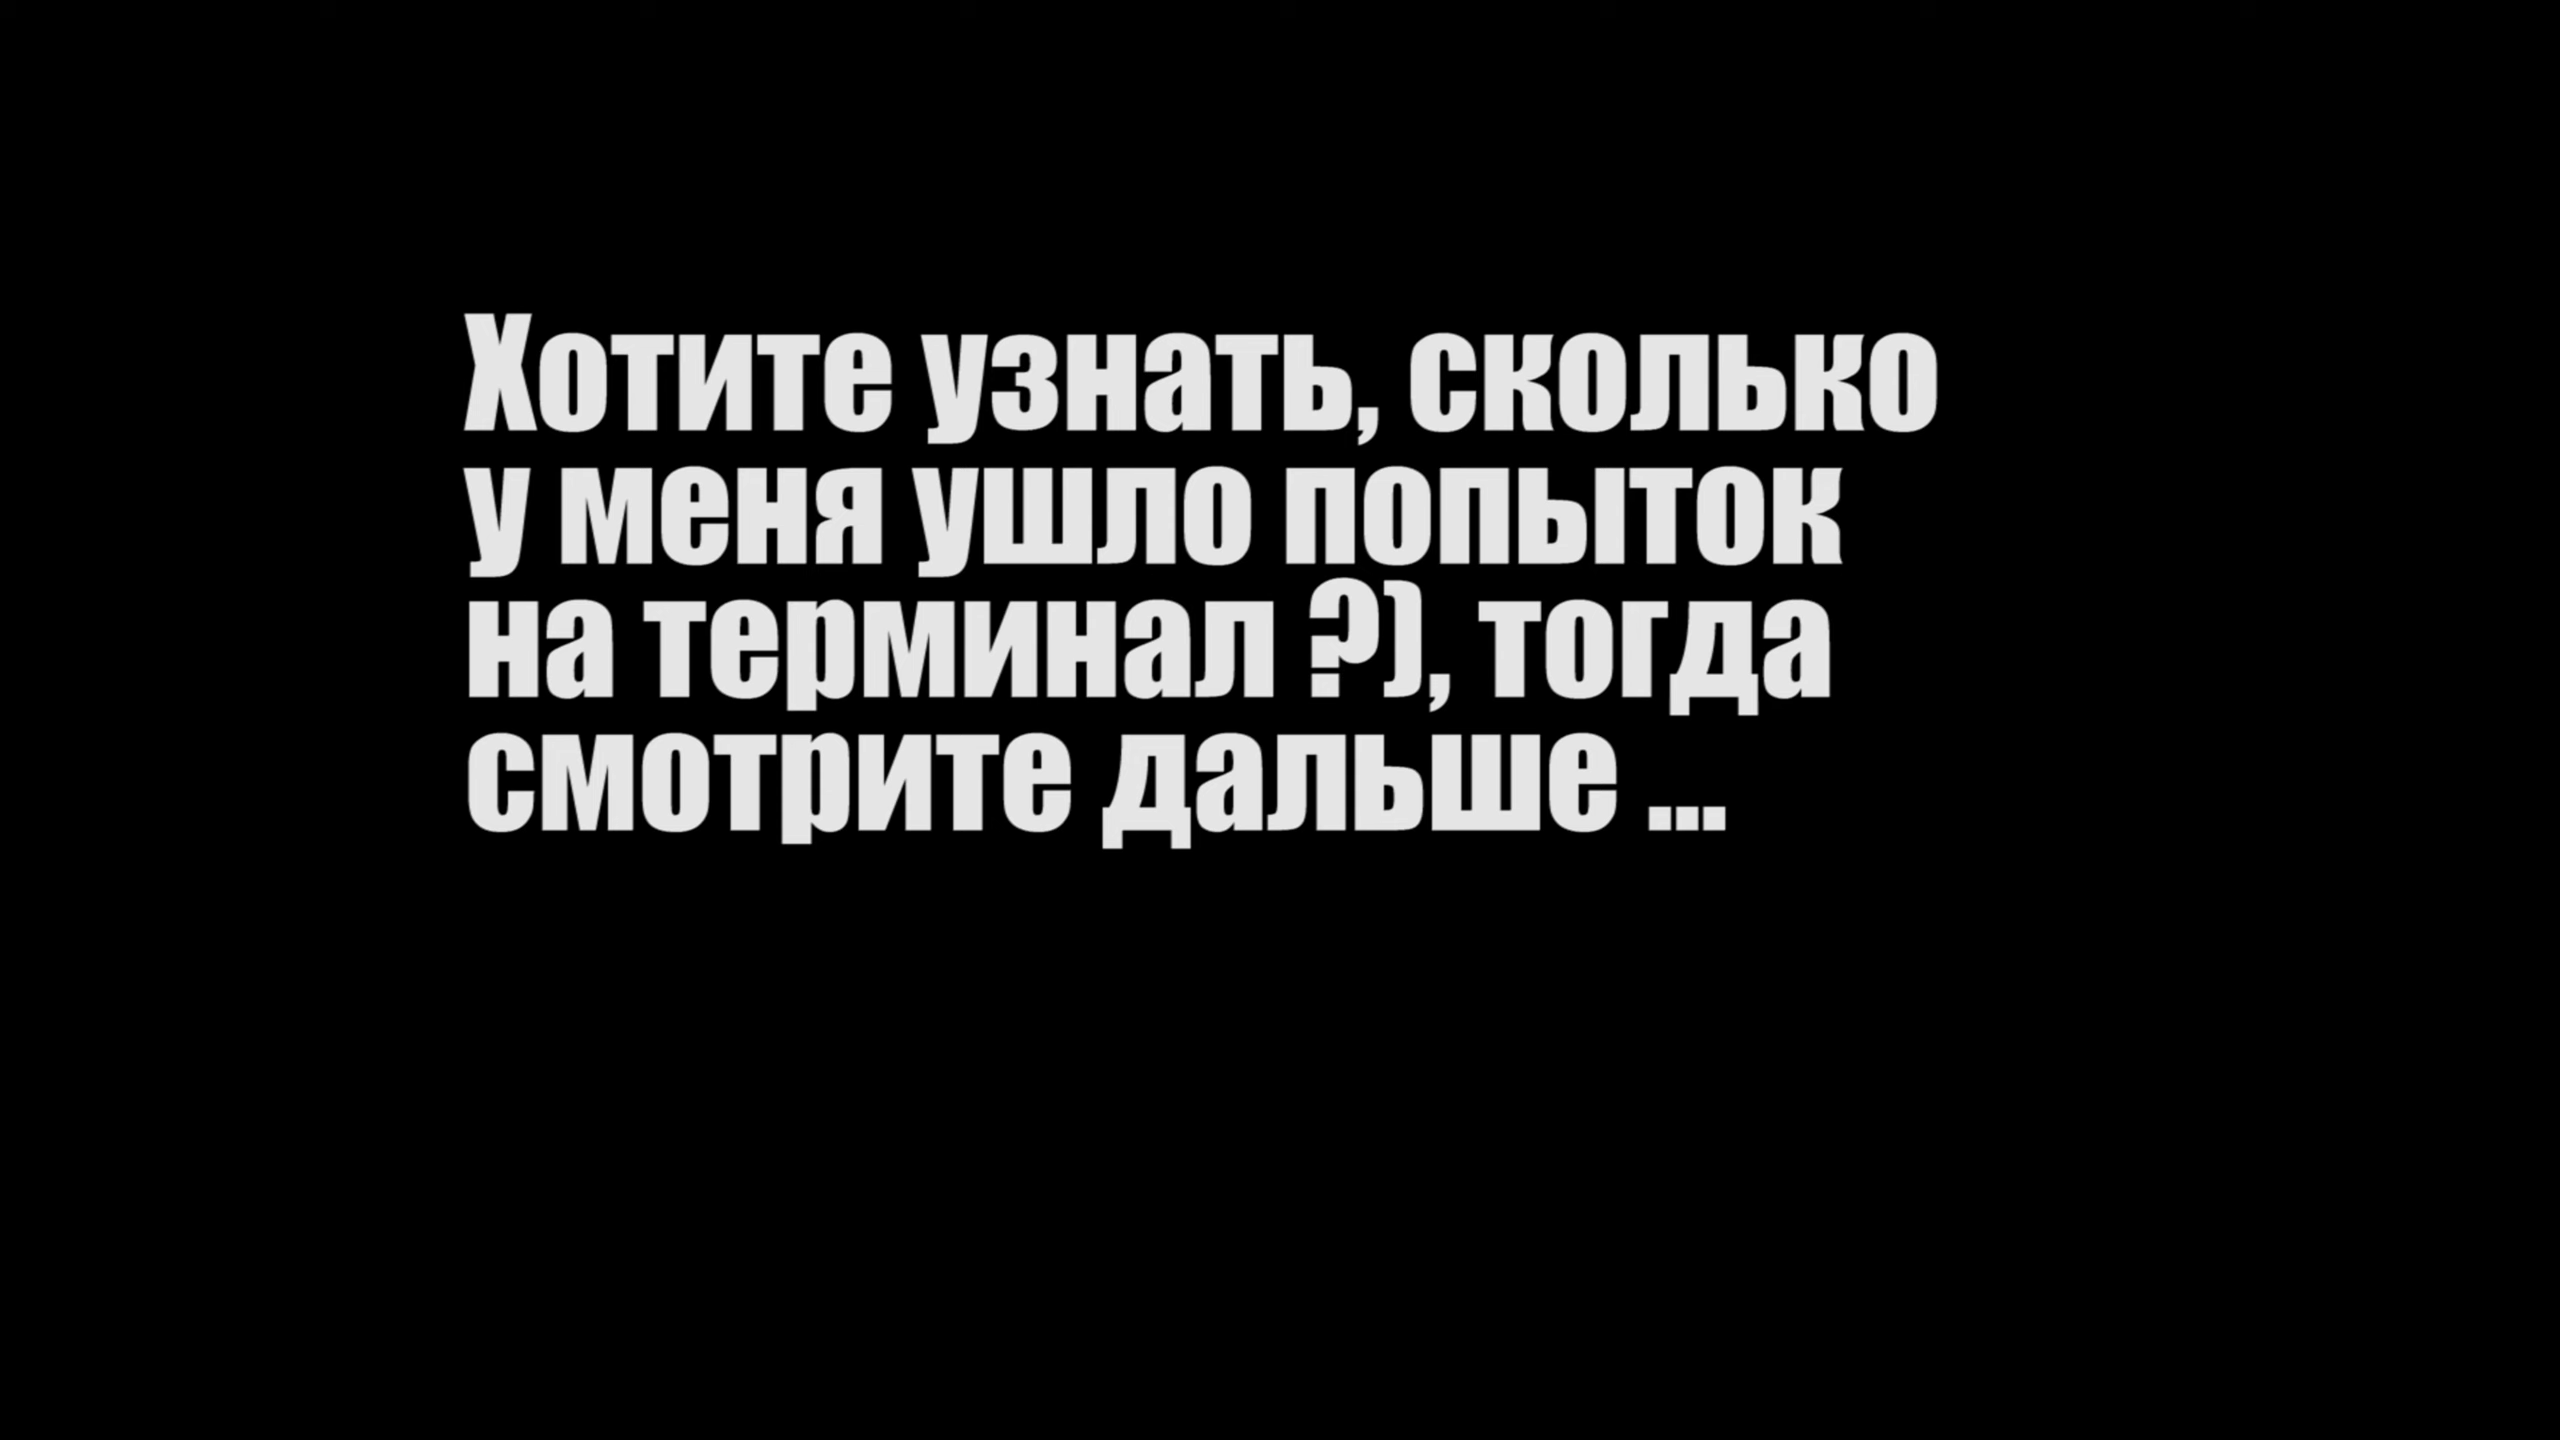 Хотите узнать, сколько
у меня ушло попыток
на терминал ?), тогда
смотрите дальше ...